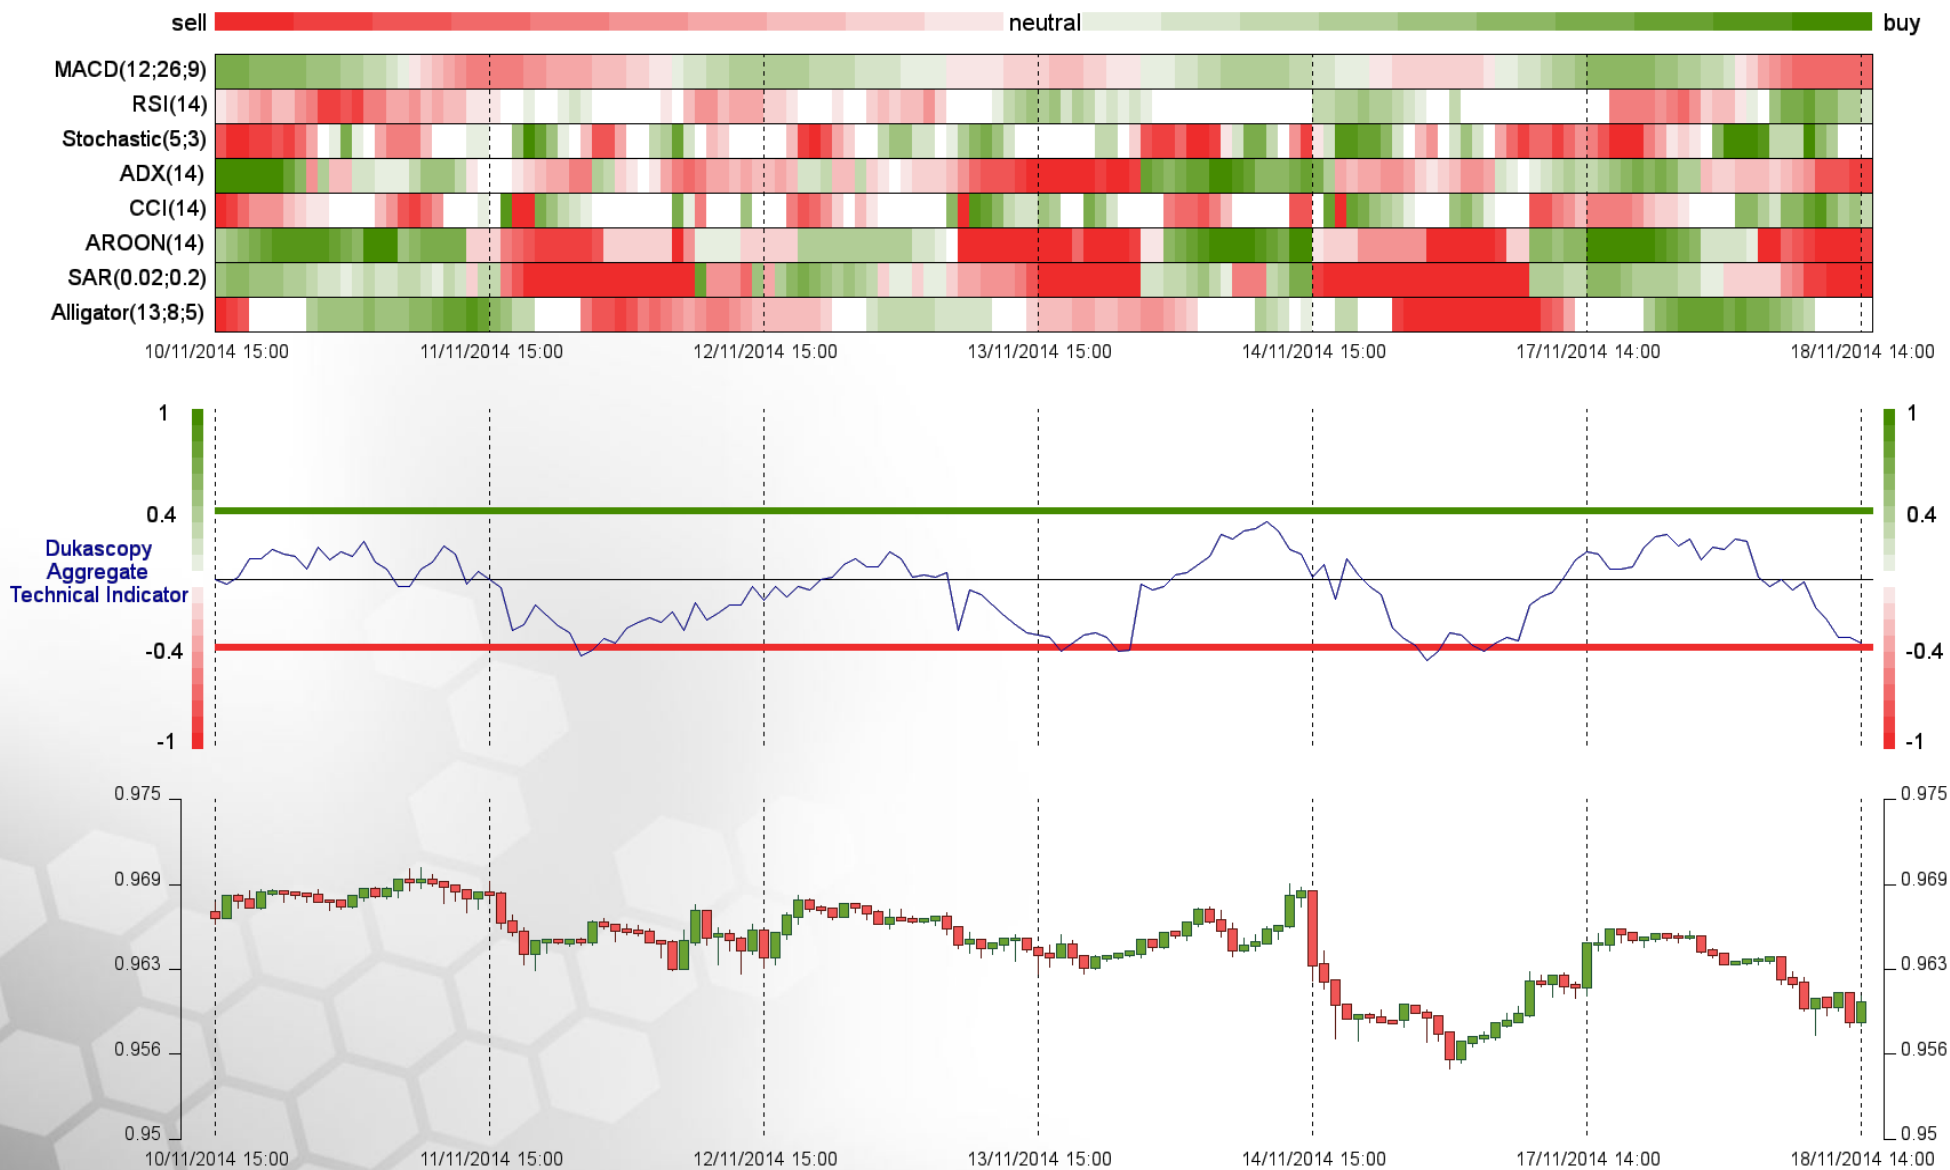 sell neutral buy
MACD(12;26;9)
RSI(14)
Stochastic(5;3)
ADX(14)
CCI(14)
AROON(14)
SAR(0.02;0.2)
Alligator(13;8;5)
10/11/2014 15:00 11/11/2014 15:00 12/11/2014 15:00 13/11/2014 15:00 14/11/2014 15:00 17/11/2014 14:00 18/11/2014 14:00
1 1
0.4 0.4
Dukascopy
Aggregate
Technical Indicator
-0.4 -0.4
-1 -1
0.975 0.975
0.969 0.969
0.963 0.963
0.956 0.956
0.95 0.95
10/11/2014 15:00 11/11/2014 15:00 12/11/2014 15:00 13/11/2014 15:00 14/11/2014 15:00 17/11/2014 14:00 18/11/2014 14:00